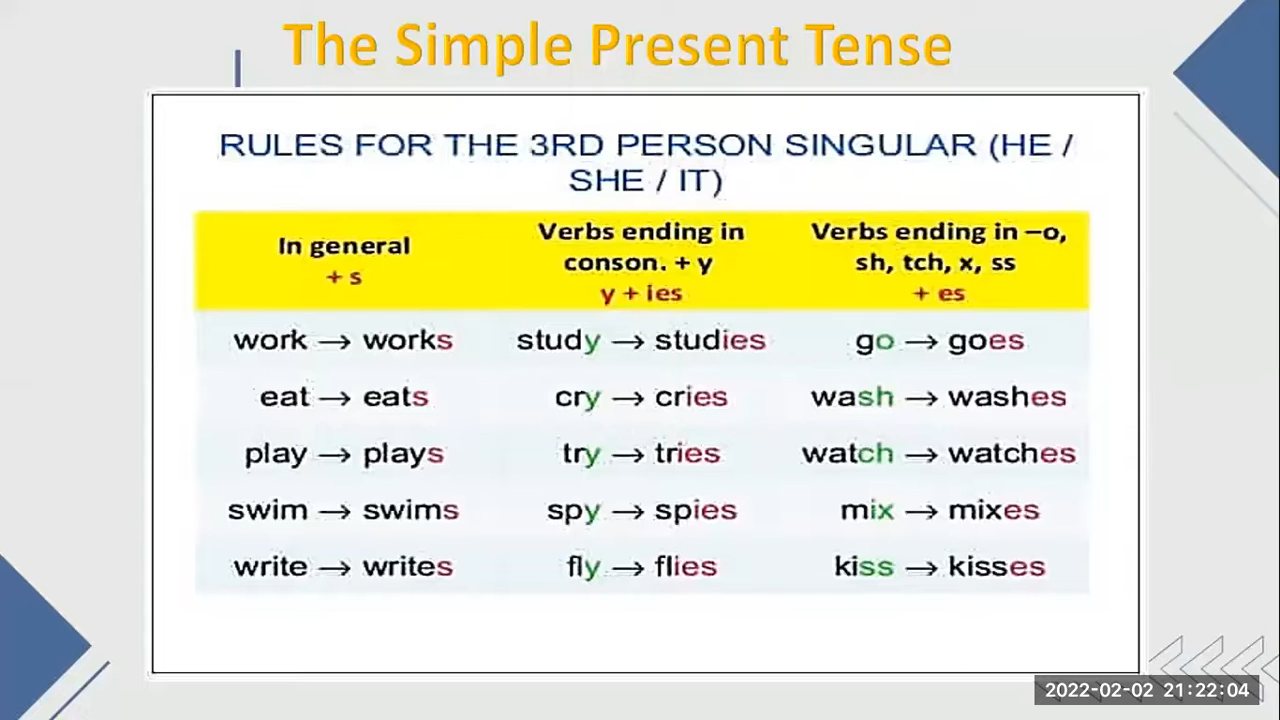 The Simple Present Tense
RULES FOR THE 3RD PERSON SINGULAR (HE /
SHE / IT)
In general
+ s
Verbs ending in
conson. + y
y + ies
Verbs ending in –o,
sh, tch, x, ss
+ es
work → works
study → studies
go → goes
eat → eats
cry → cries
wash → washes
play → plays
try → tries
watch → watches
swim → swims
spy → spies
mix → mixes
write → writes
fly → flies
kiss → kisses
2022-02-02 21:22:04